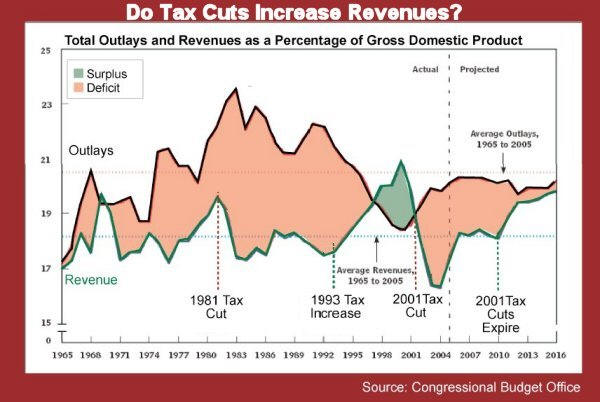 Do Tax Cuts Increase Revenues?
Total Outlays and Revenues as a Percentage of Gross Domestic Product
25
Surplus
Deficit
Actual
Projected
23
Average Outlays,
1965 to 2005
Outlays
21
19
17
Revenue
Average Revenues,
1965 to 2005
1981 Tax
Cut
1993 Tax
Increase
2001Tax
Cut
2001Tax
Cuts
Expire
15
0
1965 1968 1971 1974 1977 1980 1983 1986 1989 1992 1995 1998 2001 2004 2007 2010 2013 2016
Source: Congressional Budget Office